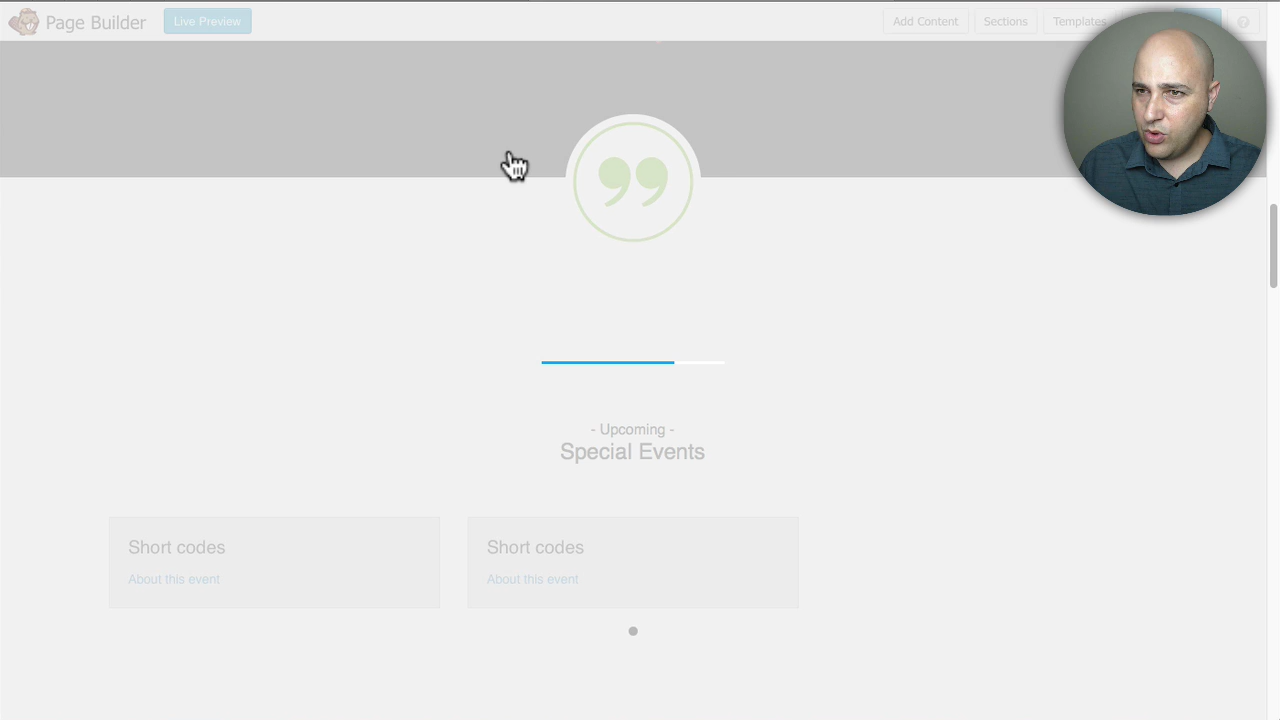 Page Builder
Live Preview
Add Content
Sections
Templates
- Upcoming -
Special Events
Short codes
About this event
Short codes
About this event